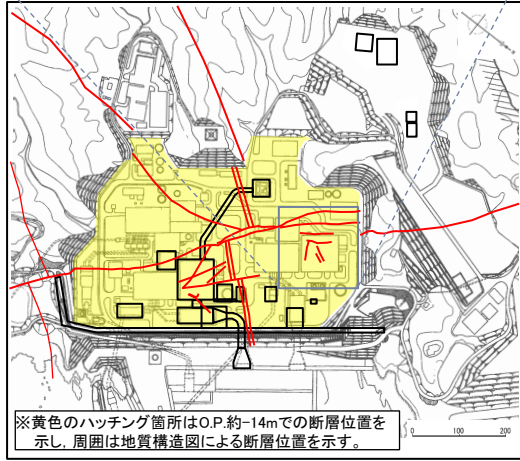 ※黄色のハッチング箇所はO.P.約-14mでの断層位置を
示し，周囲は地質構造図による断層位置を示す。
0 100 200